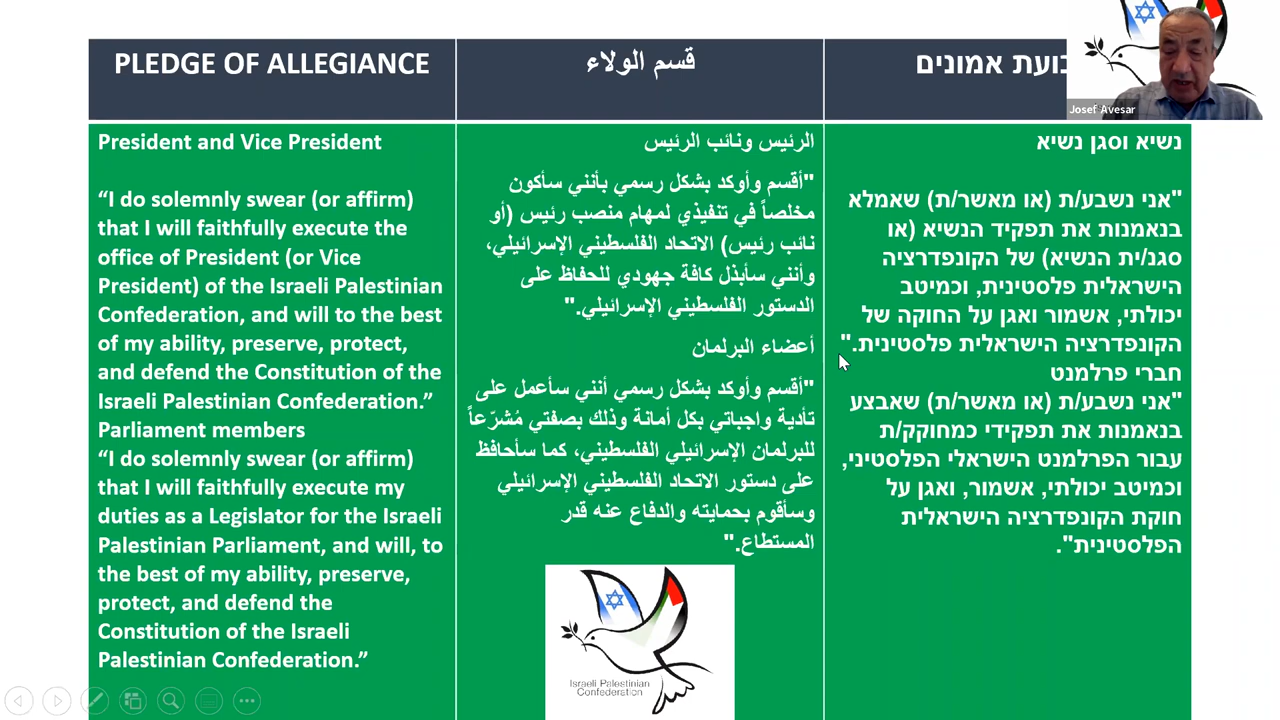 PLEDGE OF ALLEGIANCE
President and Vice President
“I do solemnly swear (or affirm)
that I will faithfully execute the
office of President (or Vice
President) of the Israeli Palestinian
Confederation, and will to the best
of my ability, preserve, protect,
and defend the Constitution of the
Israeli Palestinian Confederation.”
Parliament members
“I do solemnly swear (or affirm)
that I will faithfully execute my
duties as a Legislator for the Israeli
Palestinian Parliament, and will, to
the best of my ability, preserve,
protect, and defend the
Constitution of the Israeli
Palestinian Confederation.”
قسم الولاء
الرئيس ونائب الرئيس
"أقسم وأوكد بشكل رسمي بأنني سأكون
مخلصاً في تنفيذي لمهام منصب رئيس (أو
نائب رئيس) الاتحاد الفلسطيني الإسرائيلي،
وأنني سأبذل كافة جهودي للحفاظ على
الدستور الفلسطيني الإسرائيلي."
أعضاء البرلمان
"أقسم وأوكد بشكل رسمي أنني سأعمل على
تأدية واجباتي بكل أمانة وذلك بصفتي مُشرّعاً
للبرلمان الإسرائيلي الفلسطيني، كما سأحافظ
على دستور الاتحاد الفلسطيني الإسرائيلي
وسأقوم بحمايته والدفاع عنه قدر
المستطاع."
Israeli Palestinian
Confederation
אמונים
נשיא וסגן נשיא
"אני נשבע/ת (או מאשר/ת) שאמלא
בנאמנות את תפקיד הנשיא (או
סגנ/ית הנשיא) של הקונפדרציה
הישראלית פלסטינית, וכמיטב
יכולתי, אשמור ואגן על החוקה של
הקונפדרציה הישראלית פלסטינית."
חברי פרלמנט
"אני נשבע/ת (או מאשר/ת) שאבצע
בנאמנות את תפקידי כמחוקק/ת
עבור הפרלמנט הישראלי הפלסטיני,
וכמיטב יכולתי, אשמור, ואגן על
חוקת הקונפדרציה הישראלית
הפלסטינית".
Josef Avesar